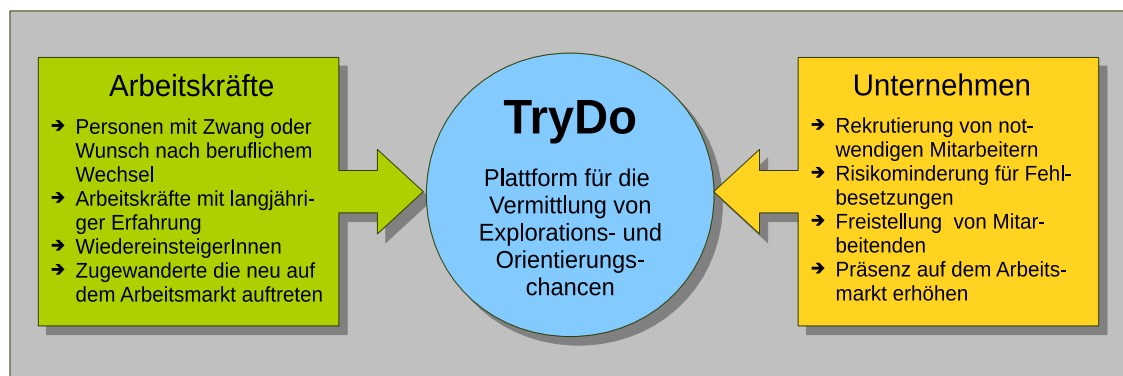 Arbeitskräfte
➔ Personen mit Zwang oder
Wunsch nach beruflichem
Wechsel
➔ Arbeitskräfte mit langjähri-
ger Erfahrung
➔ WiedereinsteigerInnen
➔ Zugewanderte die neu auf
dem Arbeitsmarkt auftreten
TryDo
Plattform für die
Vermittlung von
Explorations- und
Orientierungs-
chancen
Unternehmen
➔ Rekrutierung von not-
wendigen Mitarbeitern
➔ Risikominderung für Fehl-
besetzungen
➔ Freistellung  von Mitar-
beitenden
➔ Präsenz auf dem Arbeits-
markt erhöhen